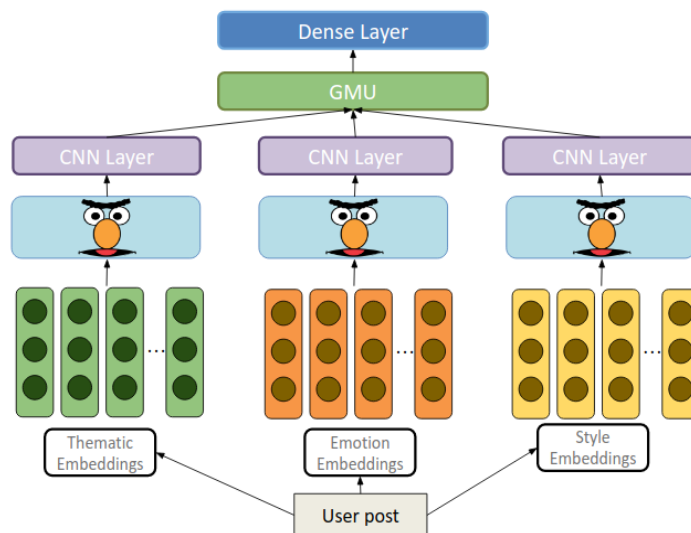 Dense Layer
GMU
CNN Layer
CNN Layer
CNN Layer
...
...
...
Thematic
Embeddings
Emotion
Embeddings
Style
Embeddings
User post